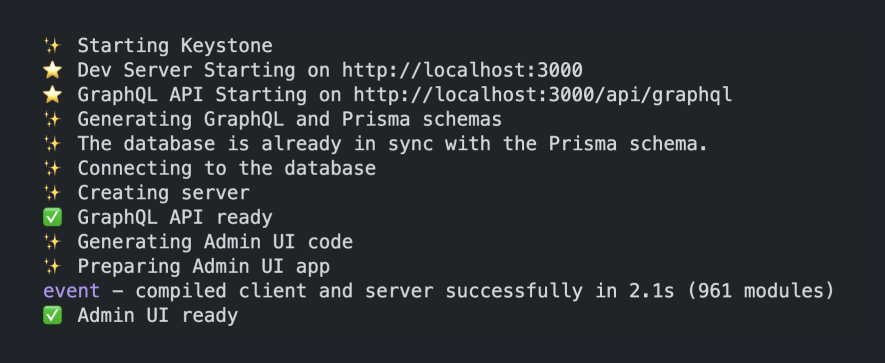 ✨ Starting Keystone
⭐ Dev Server Starting on http://localhost:3000
⭐ GraphQL API Starting on http://localhost:3000/api/graphql
✨ Generating GraphQL and Prisma schemas
✨ The database is already in sync with the Prisma schema.
✨ Connecting to the database
✨ Creating server
✅ GraphQL API ready
✨ Generating Admin UI code
✨ Preparing Admin UI app
event - compiled client and server successfully in 2.1s (961 modules)
✅ Admin UI ready